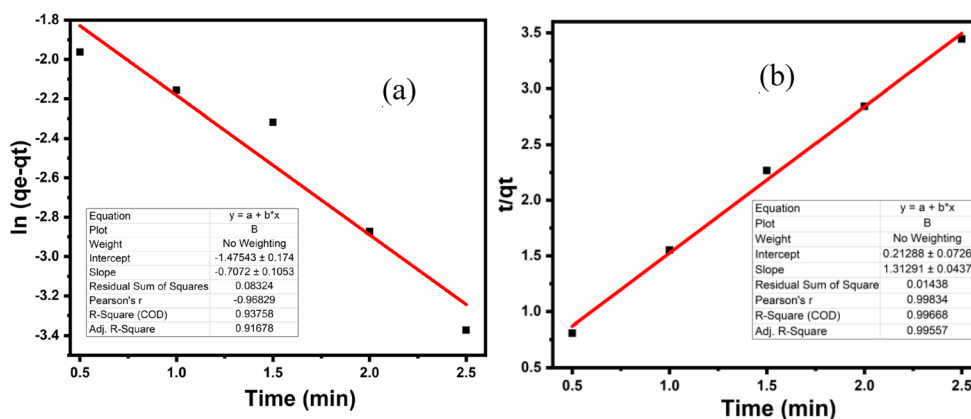 -1.8
-2.0
-2.2
-2.4
-2.6
-2.8
-3.0
-3.2
-3.4
ln (qe-qt)
(a)
Equation y = a + b*x
Plot B
Weight No Weighting
Intercept -1.47543 ± 0.174
Slope -0.7072 ± 0.1053
Residual Sum of Squares 0.08324
Pearson's r -0.96829
R-Square (COD) 0.93758
Adj. R-Square 0.91678
0.5 1.0 1.5 2.0 2.5
Time (min)
3.5
3.0
2.5
2.0
1.5
1.0
0.5
t/qt
(b)
Equation y = a + b*x
Plot B
Weight No Weighting
Intercept 0.21288 ± 0.0726
Slope 1.31291 ± 0.0437
Residual Sum of Square 0.01438
Pearson's r 0.99834
R-Square (COD) 0.99668
Adj. R-Square 0.99557
0.5 1.0 1.5 2.0 2.5
Time (min)